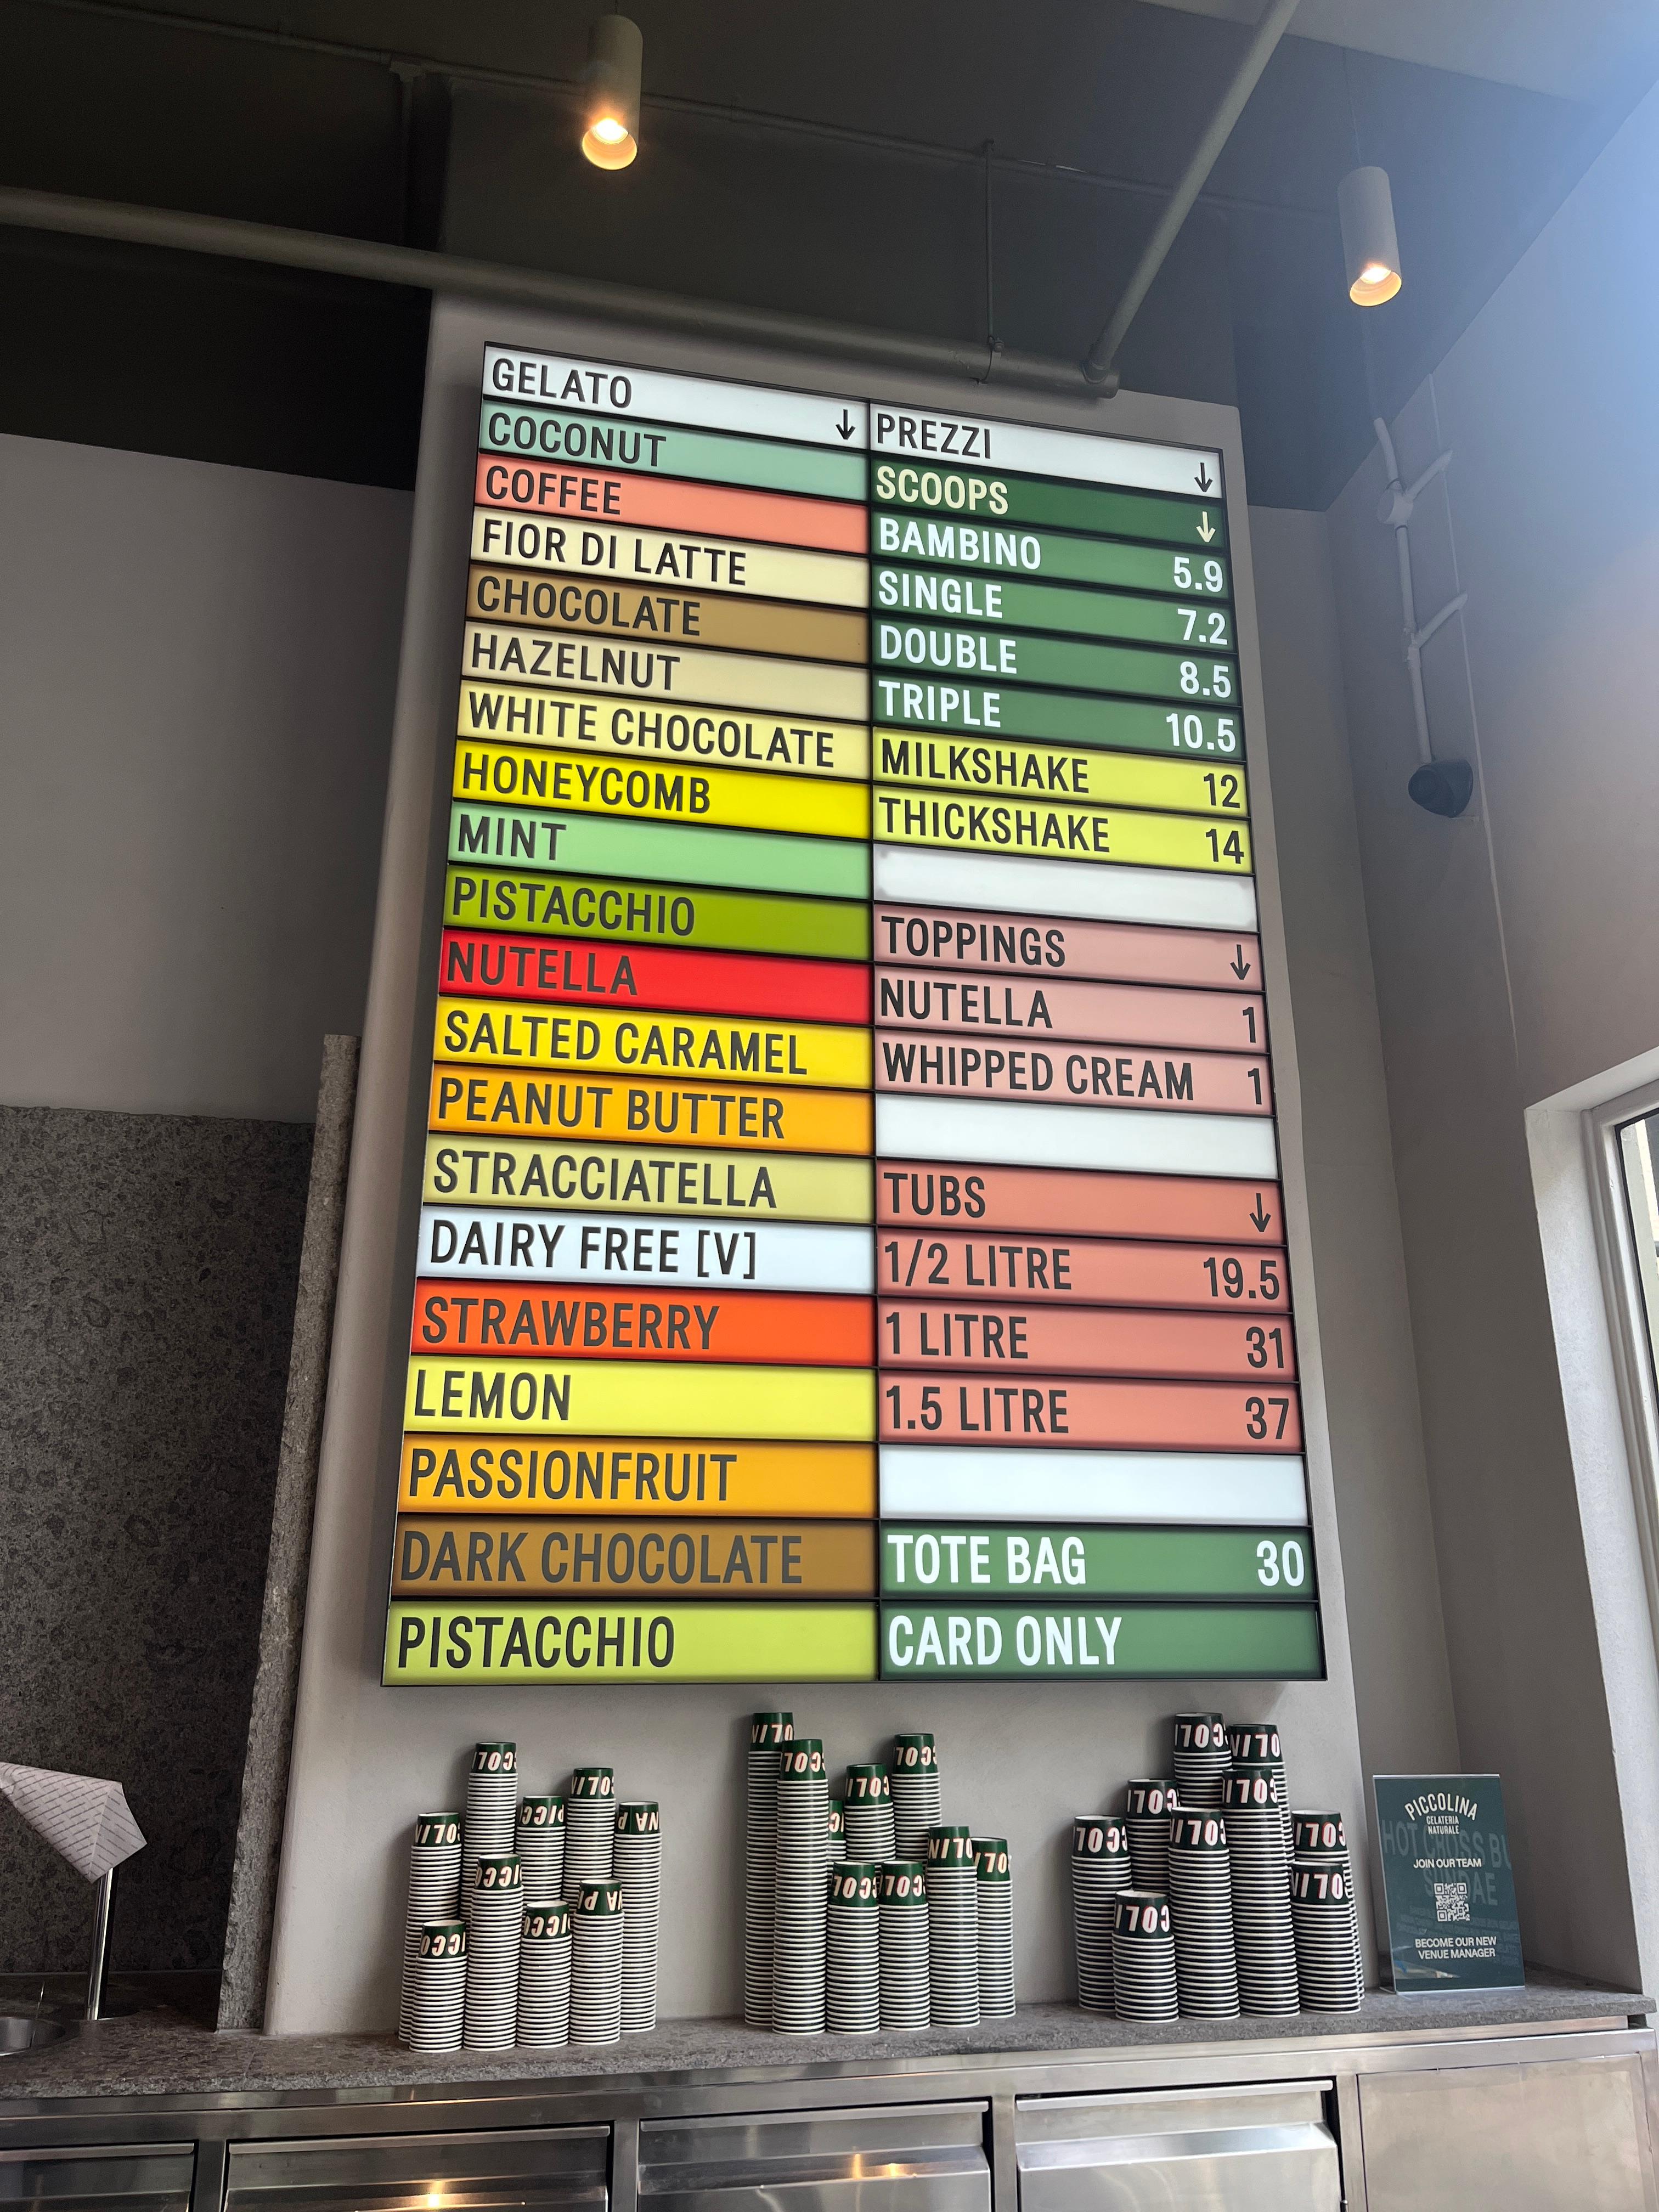 GELATO ↓
COCONUT
COFFEE
FIOR DI LATTE
CHOCOLATE
HAZELNUT
WHITE CHOCOLATE
HONEYCOMB
MINT
PISTACCHIO
NUTELLA
SALTED CARAMEL
PEANUT BUTTER
STRACCIATELLA
DAIRY FREE [V]
STRAWBERRY
LEMON
PASSIONFRUIT
DARK CHOCOLATE
PISTACCHIO
PREZZI ↓
SCOOPS ↓
BAMBINO 5.9
SINGLE 7.2
DOUBLE 8.5
TRIPLE 10.5
MILKSHAKE 12
THICKSHAKE 14
TOPPINGS ↓
NUTELLA 1
WHIPPED CREAM 1
TUBS ↓
1/2 LITRE 19.5
1 LITRE 31
1.5 LITRE 37
TOTE BAG 30
CARD ONLY
PICCOLINA
GELATERIA
NATURALE
JOIN OUR TEAM
BECOME OUR NEW
VENUE MANAGER